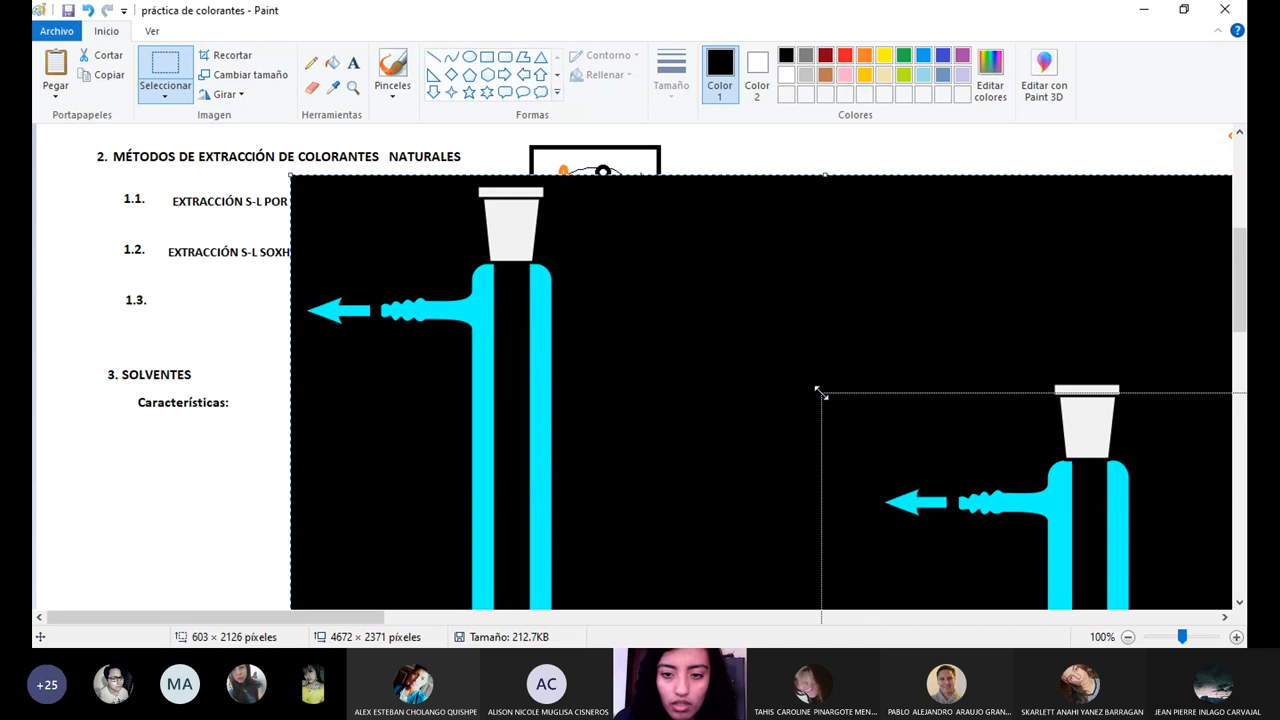 práctica de colorantes - Paint
Archivo Inicio Ver
Pegar
Cortar
Copiar
Portapapeles
Seleccionar
Recortar
Cambiar tamaño
Girar
Imagen
A
Herramientas
Pinceles
Contorno
Rellenar
Formas
Tamaño
Color 1
Color 2
Editar colores
Colores
Editar con Paint 3D
2. MÉTODOS DE EXTRACCIÓN DE COLORANTES NATURALES
1.1. EXTRACCIÓN S-L POR
1.2. EXTRACCIÓN S-L SOXH
1.3.
3. SOLVENTES
Características:
603 × 2126 píxeles 4672 × 2371 píxeles Tamaño: 212.7KB 100%
+25 MA AC
ALEX ESTEBAN CHOLANGO QUISHPE ALISON NICOLE MUGLISA CISNEROS TAHIS CAROLINE PINARGOTE MEN... PABLO ALEJANDRO ARAUJO GRAN... SKARLETT ANAHI YANEZ BARRAGAN JEAN PIERRE INLAGO CARVAJAL